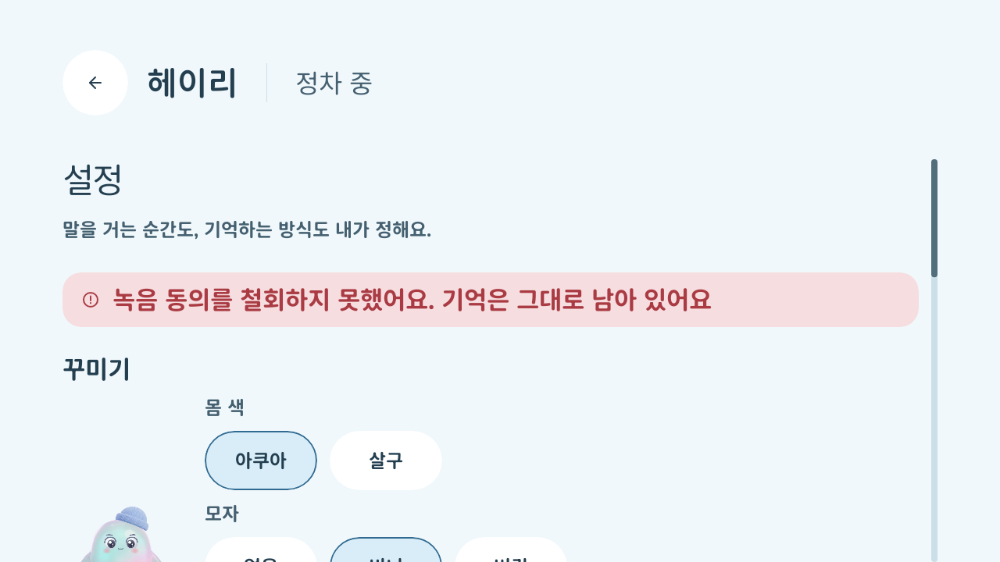 헤이리
정차 중
설정
말을 거는 순간도, 기억하는 방식도 내가 정해요.
녹음 동의를 철회하지 못했어요. 기억은 그대로 남아 있어요
꾸미기
몸 색
아쿠아
살구
모자